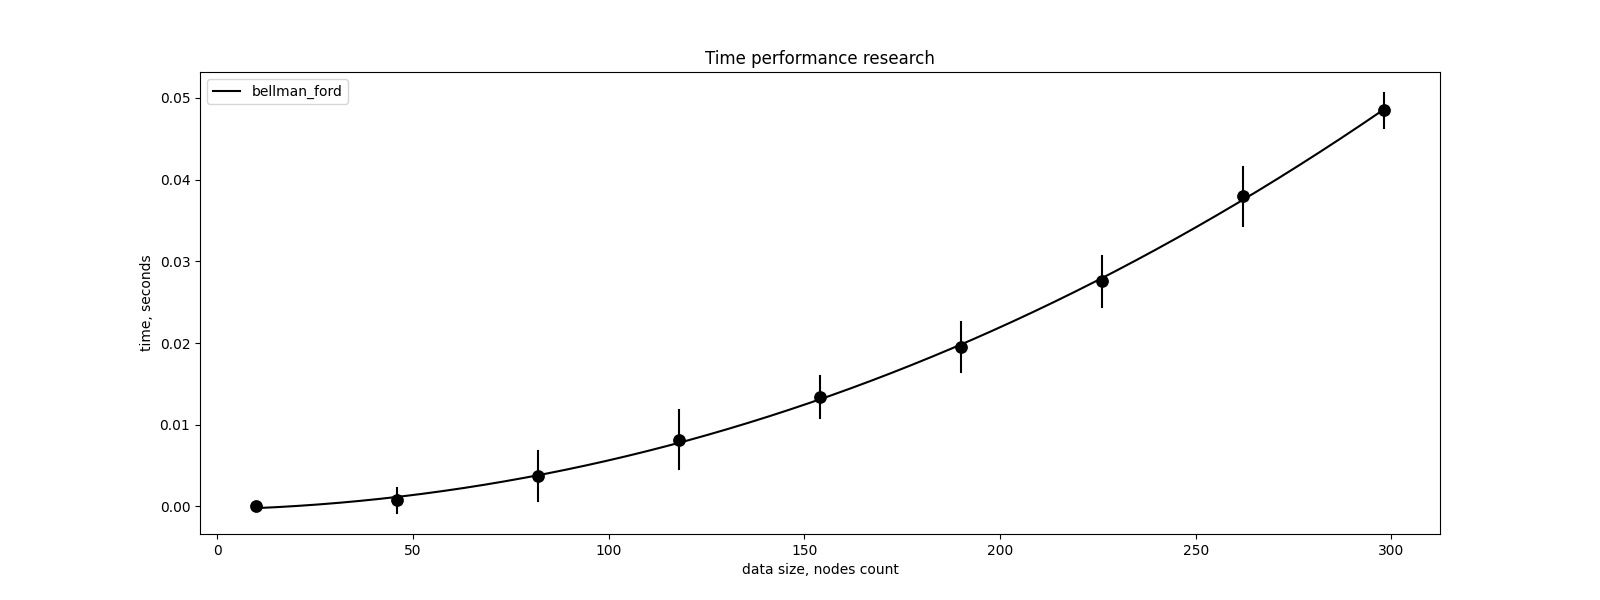 Time performance research
bellman_ford
0.05
0.04
0.03
0.02
0.01
0.00
time, seconds
0 50 100 150 200 250 300
data size, nodes count